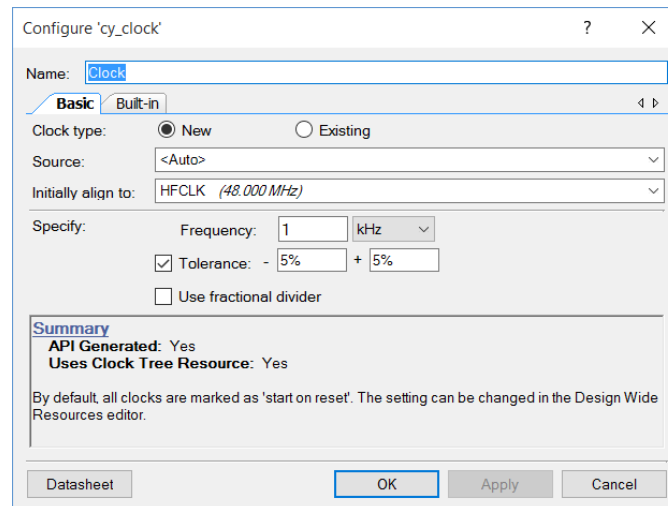 Configure 'cy_clock'
? X
Name: Clock
Basic Built-in
Clock type: New Existing
Source: <Auto>
Initially align to: HFCLK (48.000 MHz)
Specify: Frequency: 1 kHz
Tolerance: - 5% + 5%
Use fractional divider
Summary
API Generated: Yes
Uses Clock Tree Resource: Yes
By default, all clocks are marked as 'start on reset'. The setting can be changed in the Design Wide
Resources editor.
Datasheet OK Apply Cancel